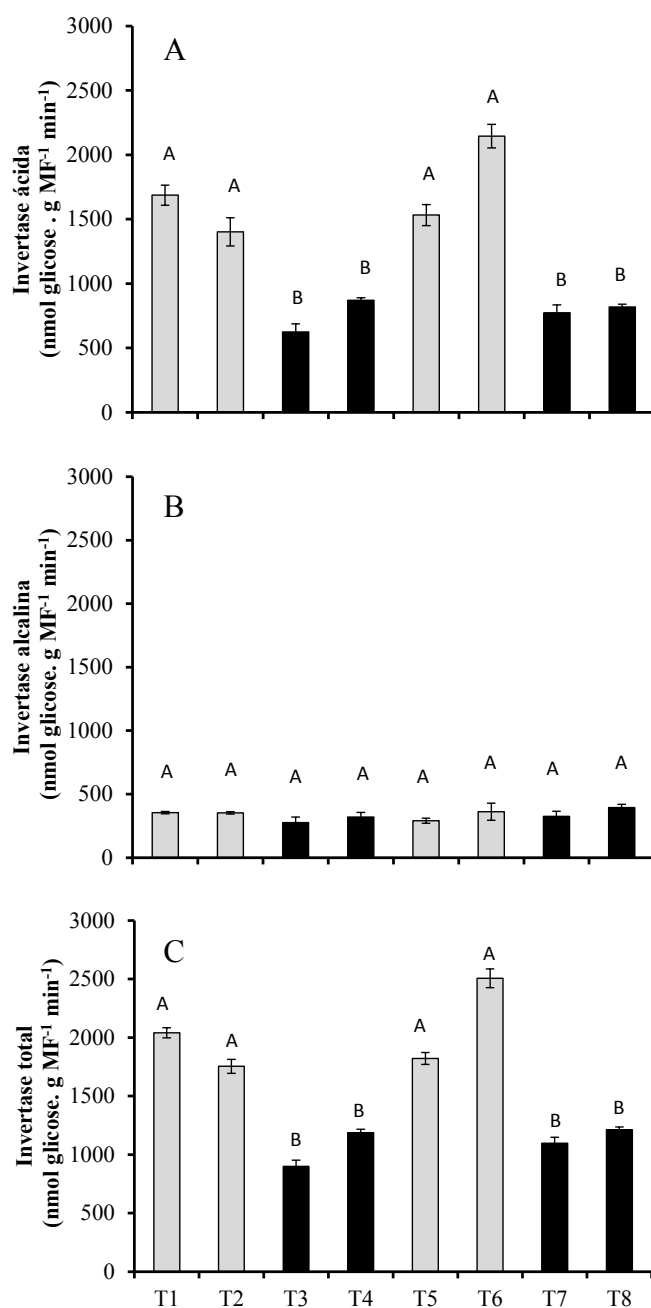 A
Invertase ácida
(nmol glicose . g MF⁻¹ min⁻¹)
3000
2500
2000
1500
1000
500
0
A
A
B
B
A
A
B
B
B
Invertase alcalina
(nmol glicose. g MF⁻¹ min⁻¹)
3000
2500
2000
1500
1000
500
0
A
A
A
A
A
A
A
A
C
Invertase total
(nmol glicose. g MF⁻¹ min⁻¹)
3000
2500
2000
1500
1000
500
0
A
A
B
B
A
A
B
B
T1 T2 T3 T4 T5 T6 T7 T8